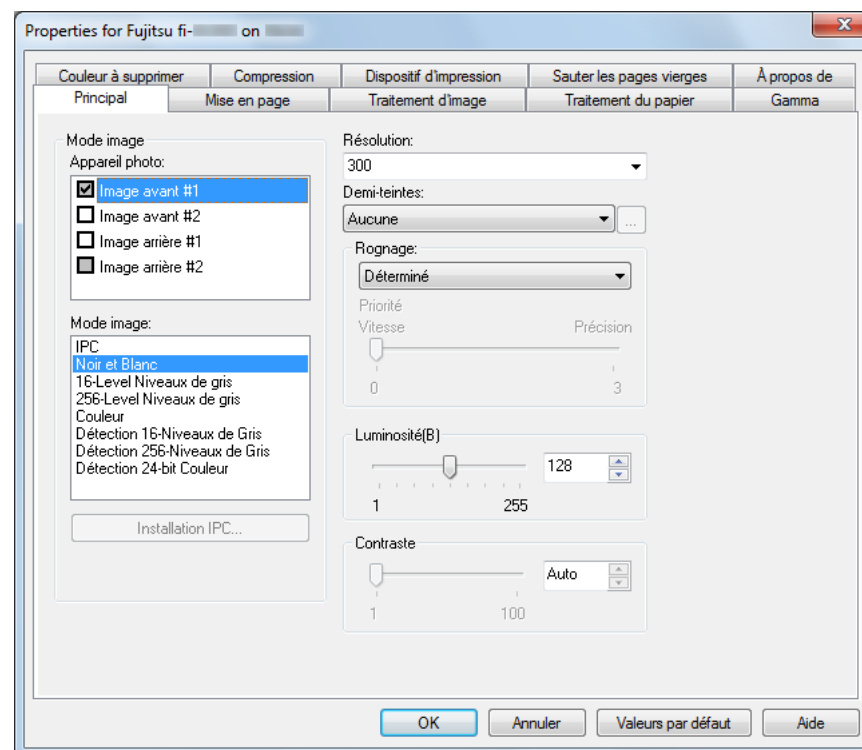 Properties for Fujitsu fi- on
Couleur à supprimer
Compression
Dispositif d'impression
Sauter les pages vierges
À propos de
Principal
Mise en page
Traitement d'image
Traitement du papier
Gamma
Mode image
Appareil photo:
Image avant #1
Image avant #2
Image arrière #1
Image arrière #2
Mode image:
IPC
Noir et Blanc
16-Level Niveaux de gris
256-Level Niveaux de gris
Couleur
Détection 16-Niveaux de Gris
Détection 256-Niveaux de Gris
Détection 24-bit Couleur
Installation IPC...
Résolution:
300
Demi-teintes:
Aucune
...
Rognage:
Déterminé
Priorité
Vitesse Précision
0 3
Luminosité(B)
128
1 255
Contraste
Auto
1 100
OK
Annuler
Valeurs par défaut
Aide